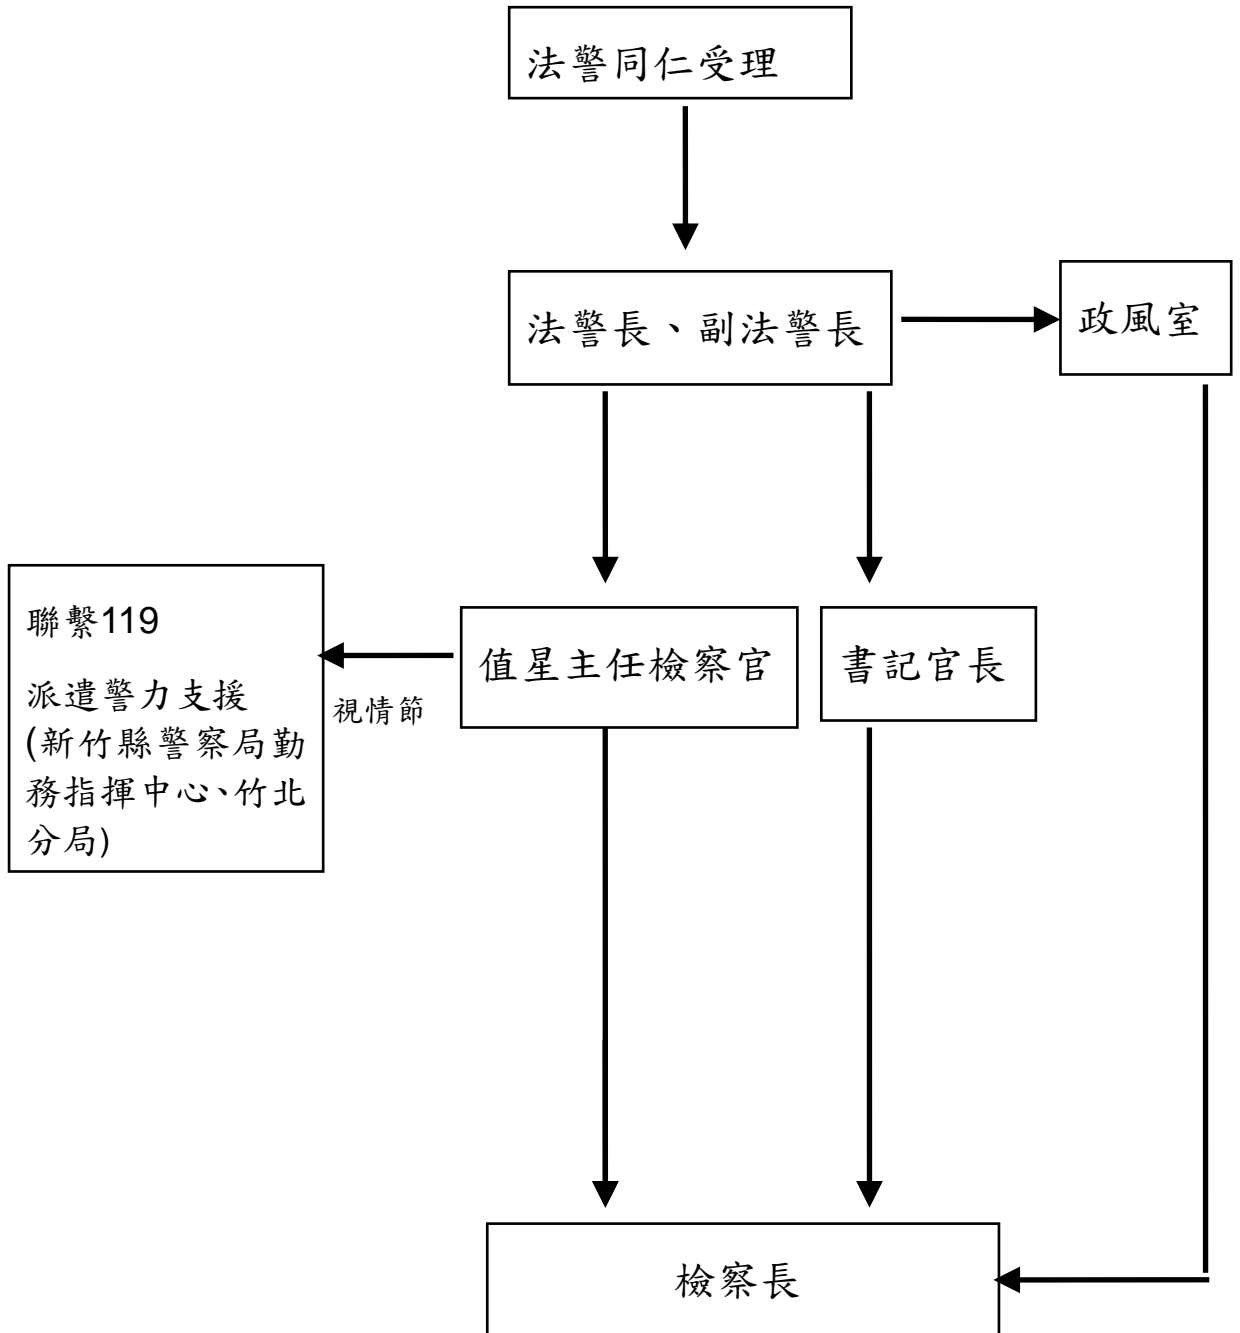 法警同仁受理
法警長、副法警長
政風室
聯繫119
派遣警力支援
(新竹縣警察局勤
務指揮中心、竹北
分局)
視情節
值星主任檢察官
書記官長
檢察長